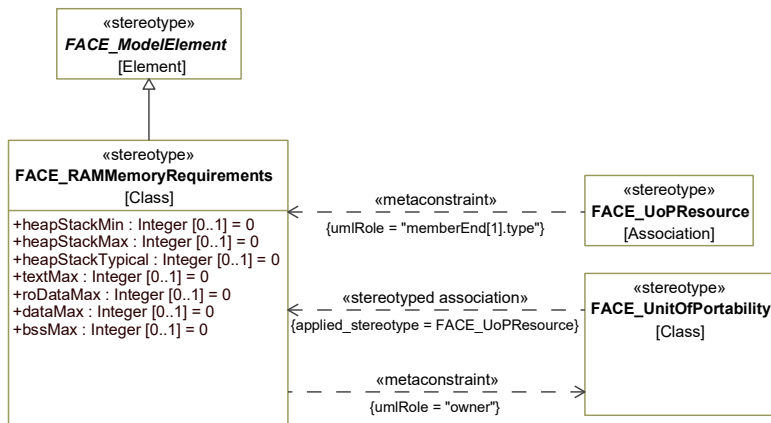 «stereotype»
FACE_ModelElement
[Element]
«stereotype»
FACE_RAMMemoryRequirements
[Class]
+heapStackMin : Integer [0..1] = 0
+heapStackMax : Integer [0..1] = 0
+heapStackTypical : Integer [0..1] = 0
+textMax : Integer [0..1] = 0
+roDataMax : Integer [0..1] = 0
+dataMax : Integer [0..1] = 0
+bssMax : Integer [0..1] = 0
«metaconstraint»
{umlRole = "memberEnd[1].type"}
«stereotype»
FACE_UoPResource
[Association]
«stereotyped association»
{applied_stereotype = FACE_UoPResource}
«stereotype»
FACE_UnitOfPortability
[Class]
«metaconstraint»
{umlRole = "owner"}